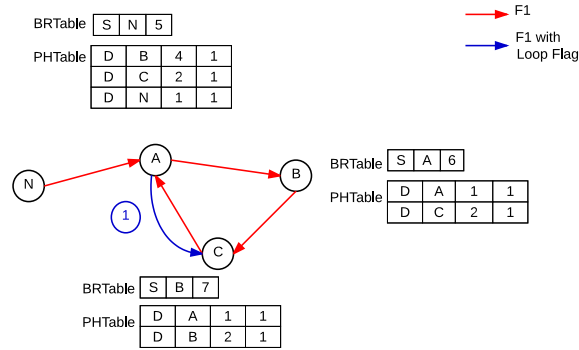 F1
F1 with
Loop Flag
BRTable S N 5
PHTable D B 4 1
D C 2 1
D N 1 1
N
A
B
C
1
BRTable S A 6
PHTable D A 1 1
D C 2 1
BRTable S B 7
PHTable D A 1 1
D B 2 1